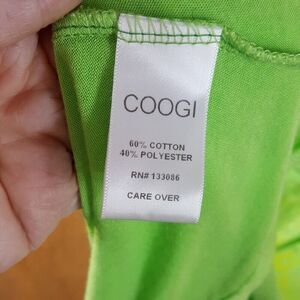 COOGI
60% COTTON
40% POLYESTER
RN# 133086
CARE OVER